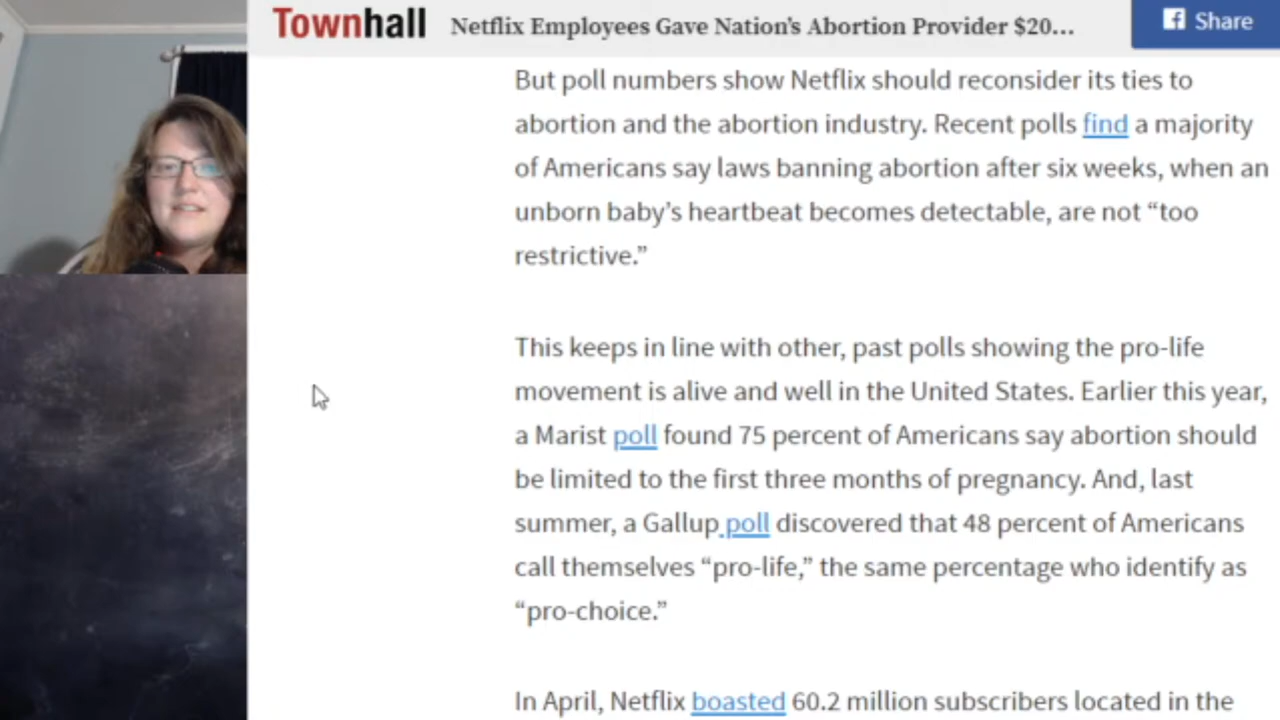 Townhall Netflix Employees Gave Nation's Abortion Provider $20... Share
But poll numbers show Netflix should reconsider its ties to
abortion and the abortion industry. Recent polls find a majority
of Americans say laws banning abortion after six weeks, when an
unborn baby's heartbeat becomes detectable, are not “too
restrictive.”
This keeps in line with other, past polls showing the pro-life
movement is alive and well in the United States. Earlier this year,
a Marist poll found 75 percent of Americans say abortion should
be limited to the first three months of pregnancy. And, last
summer, a Gallup poll discovered that 48 percent of Americans
call themselves “pro-life,” the same percentage who identify as
“pro-choice.”
In April, Netflix boasted 60.2 million subscribers located in the